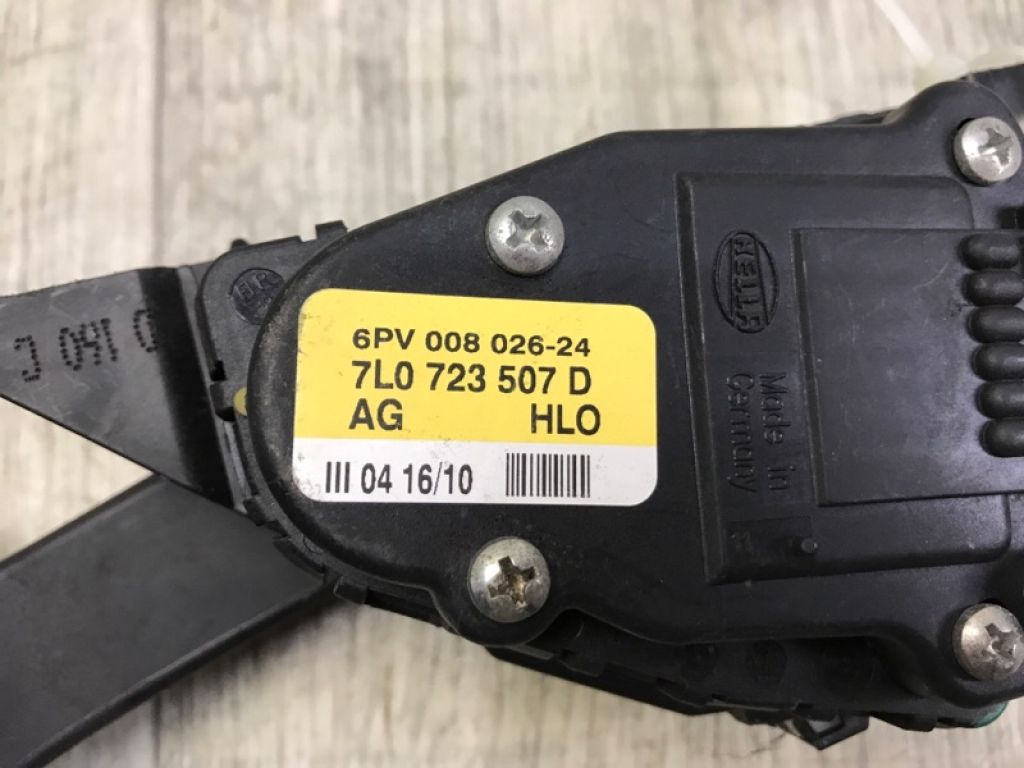 6PV 008 026-24
7L0 723 507 D
AG HLO
III 04 16/10
HELLA
Made in
Germany